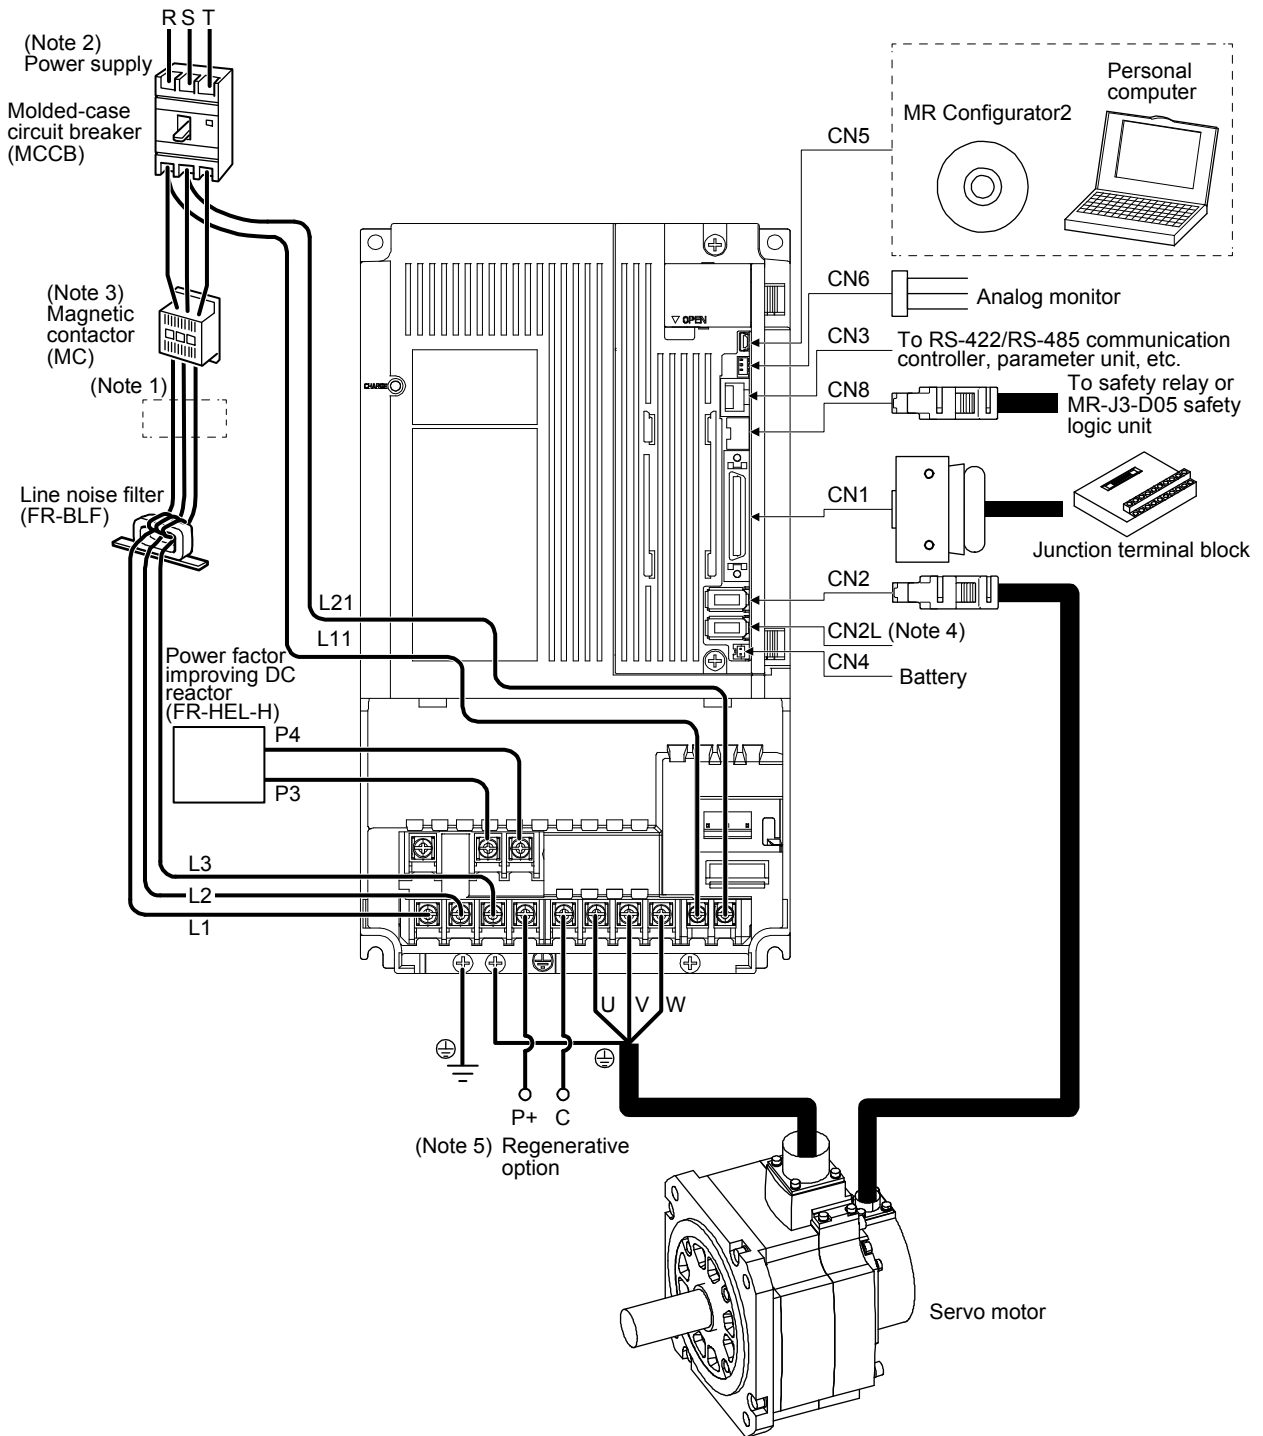 R S T
(Note 2)
Power supply
Molded-case
circuit breaker
(MCCB)
(Note 3)
Magnetic
contactor
(MC)
(Note 1)
Line noise filter
(FR-BLF)
L21
L11
Power factor
improving DC
reactor
(FR-HEL-H)
P4
P3
L3
L2
L1
▽ OPEN
CHARGE
CN5
MR Configurator2
Personal
computer
CN6
Analog monitor
CN3
To RS-422/RS-485 communication
controller, parameter unit, etc.
CN8
To safety relay or
MR-J3-D05 safety
logic unit
CN1
Junction terminal block
CN2
CN2L (Note 4)
CN4
Battery
U V W
P+ C
(Note 5) Regenerative
option
Servo motor